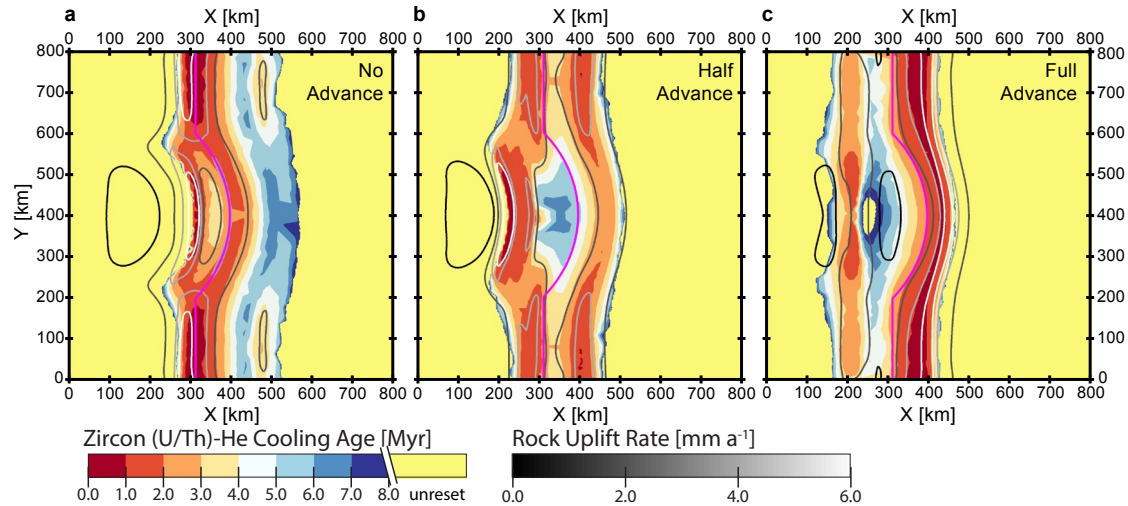 a X [km] b X [km] c X [km]
0 100 200 300 400 500 600 700 800 0 100 200 300 400 500 600 700 800 0 100 200 300 400 500 600 700 800
800 800
No Half Full
Advance Advance Advance
700 700
600 600
500 500
Y [km] 400 400
300 300
200 200
100 100
0 0
0 100 200 300 400 500 600 700 800 0 100 200 300 400 500 600 700 800 0 100 200 300 400 500 600 700 800
X [km] X [km] X [km]
Zircon (U/Th)-He Cooling Age [Myr] Rock Uplift Rate [mm a⁻¹]
0.0 1.0 2.0 3.0 4.0 5.0 6.0 7.0 8.0 unreset 0.0 2.0 4.0 6.0